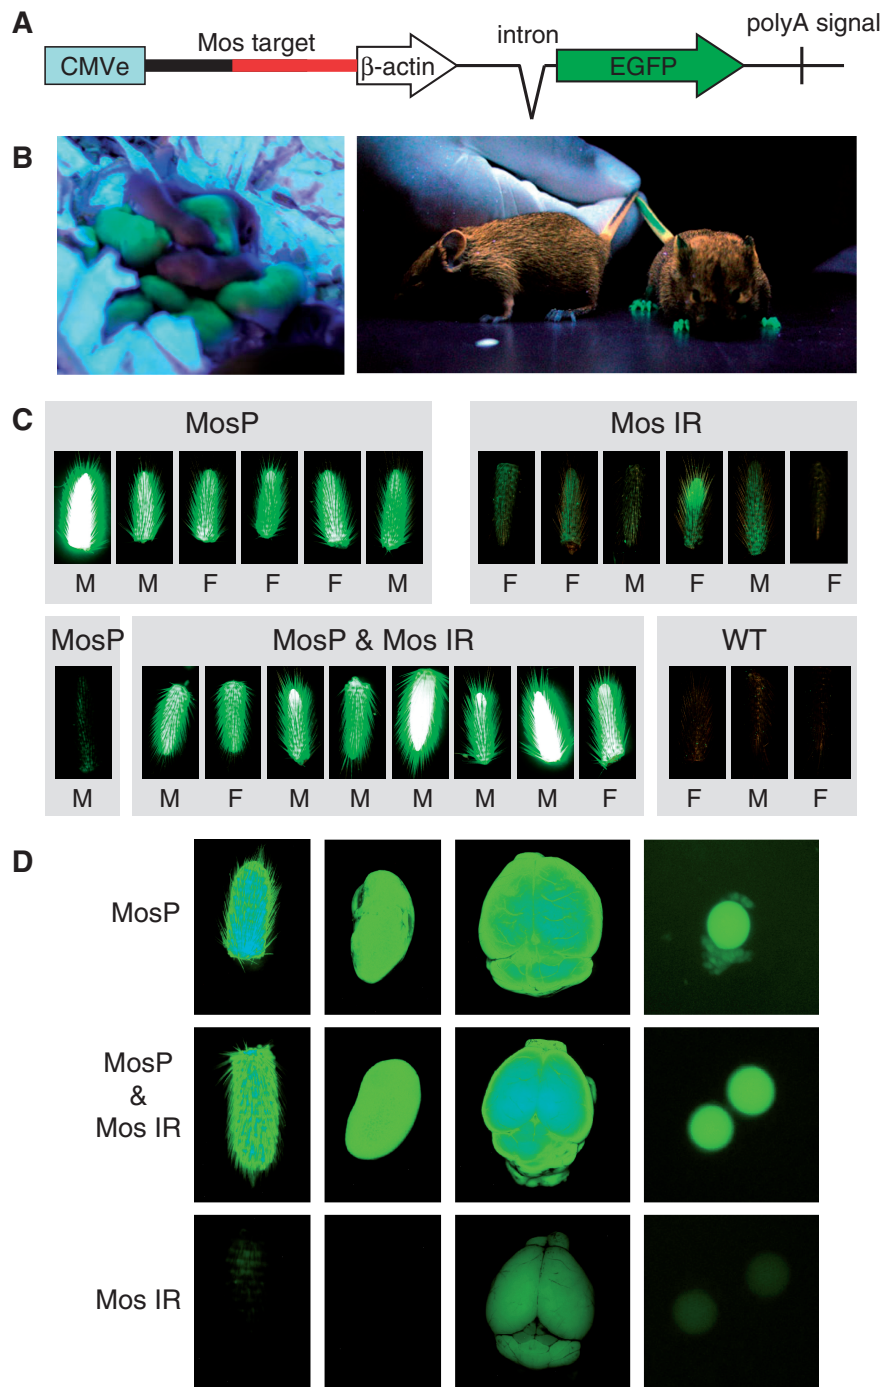 A
CMVe
Mos target
β-actin
intron
EGFP
polyA signal
B
C
MosP
M M F F F M
Mos IR
F F M F M F
MosP
M
MosP & Mos IR
M F M M M M M F
WT
F M F
D
MosP
MosP
&
Mos IR
Mos IR